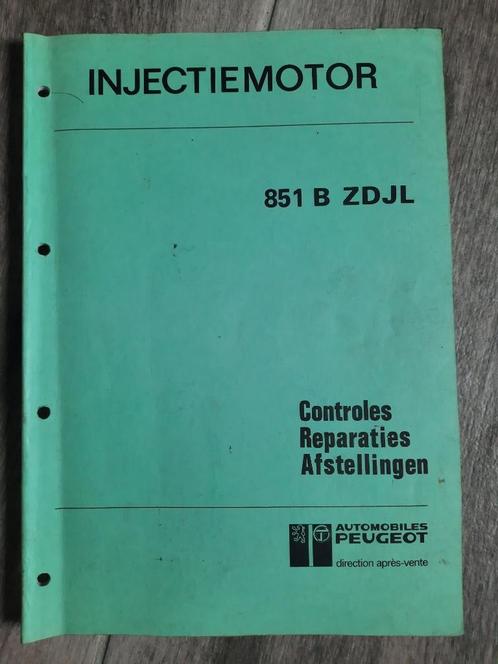 INJECTIEMOTOR
851 B ZDJL
Controles
Reparaties
Afstellingen
AUTOMOBILES
PEUGEOT
direction après-vente